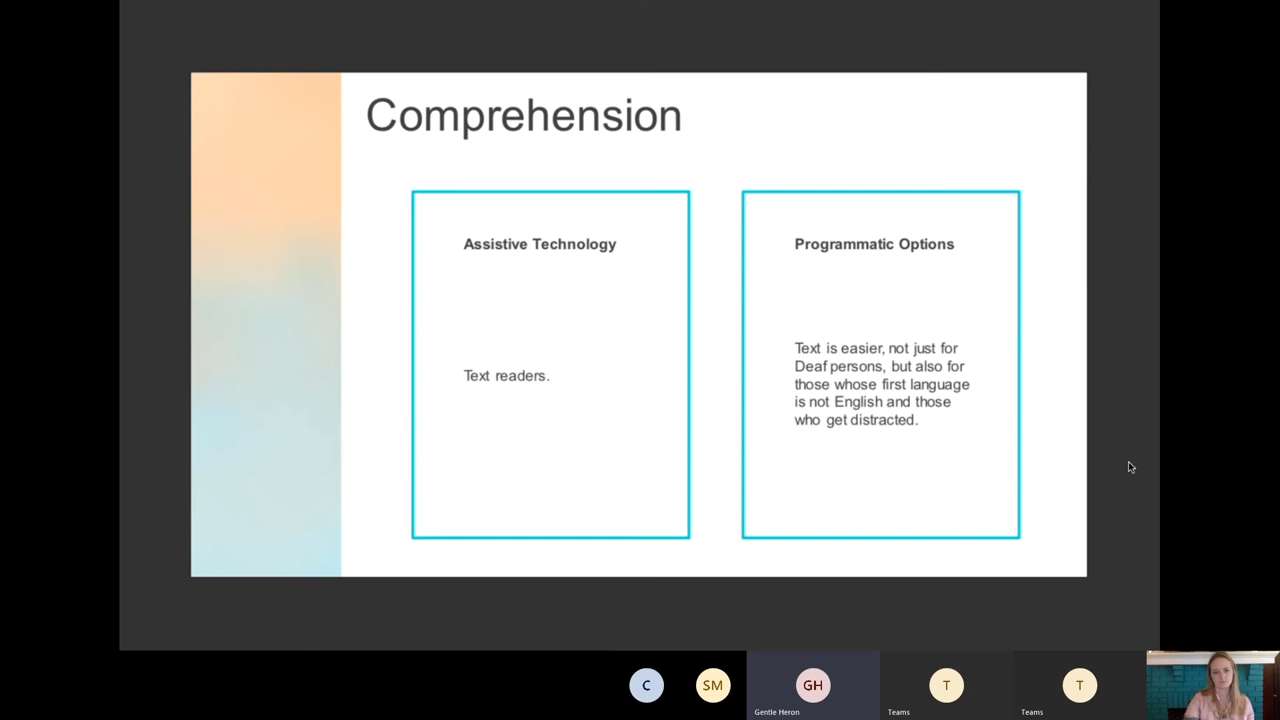 Comprehension
Assistive Technology
Text readers.
Programmatic Options
Text is easier, not just for
Deaf persons, but also for
those whose first language
is not English and those
who get distracted.
C
SM
GH
Gentle Heron
T
Teams
T
Teams